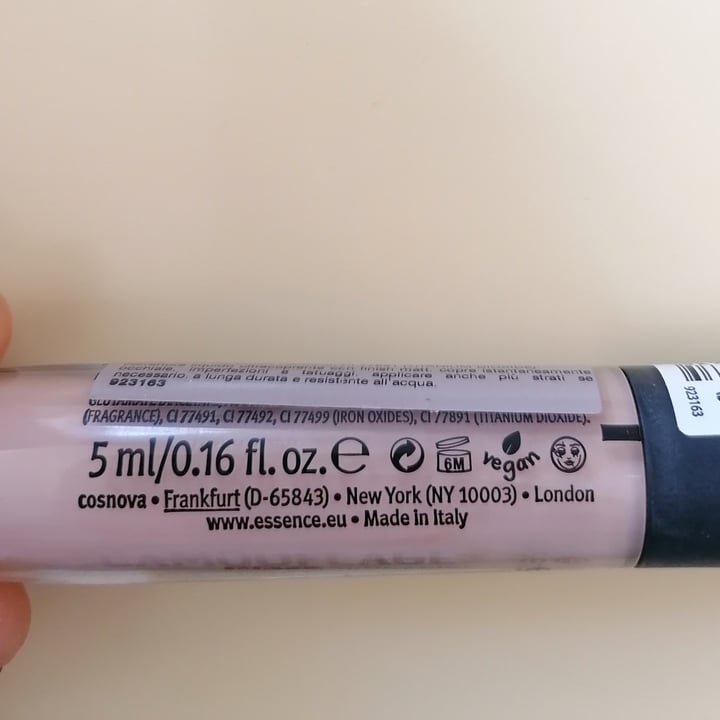 occhiaie, imperfezioni e tatuaggi, applicare anche più strati se
necessario, a lunga durata e resistente all'acqua.
923163
(FRAGRANCE), CI 77491, CI 77492, CI 77499 (IRON OXIDES), CI 77891 (TITANIUM DIOXIDE).
5 ml/0.16 fl. oz. e
6M
vegan
cosnova • Frankfurt (D-65843) • New York (NY 10003) • London
www.essence.eu • Made in Italy
923163